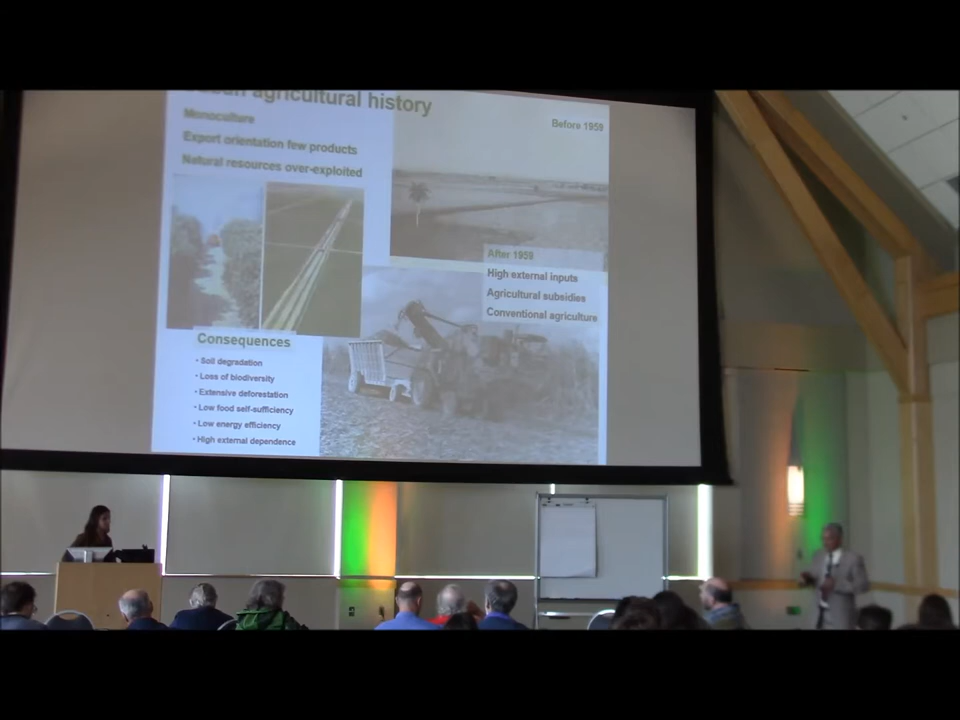 agricultural history
Monoculture
Export orientation few products
Natural resources over-exploited
Before 1959
After 1959
High external inputs
Agricultural subsidies
Conventional agriculture
Consequences
• Soil degradation
• Loss of biodiversity
• Extensive deforestation
• Low food self-sufficiency
• Low energy efficiency
• High external dependence